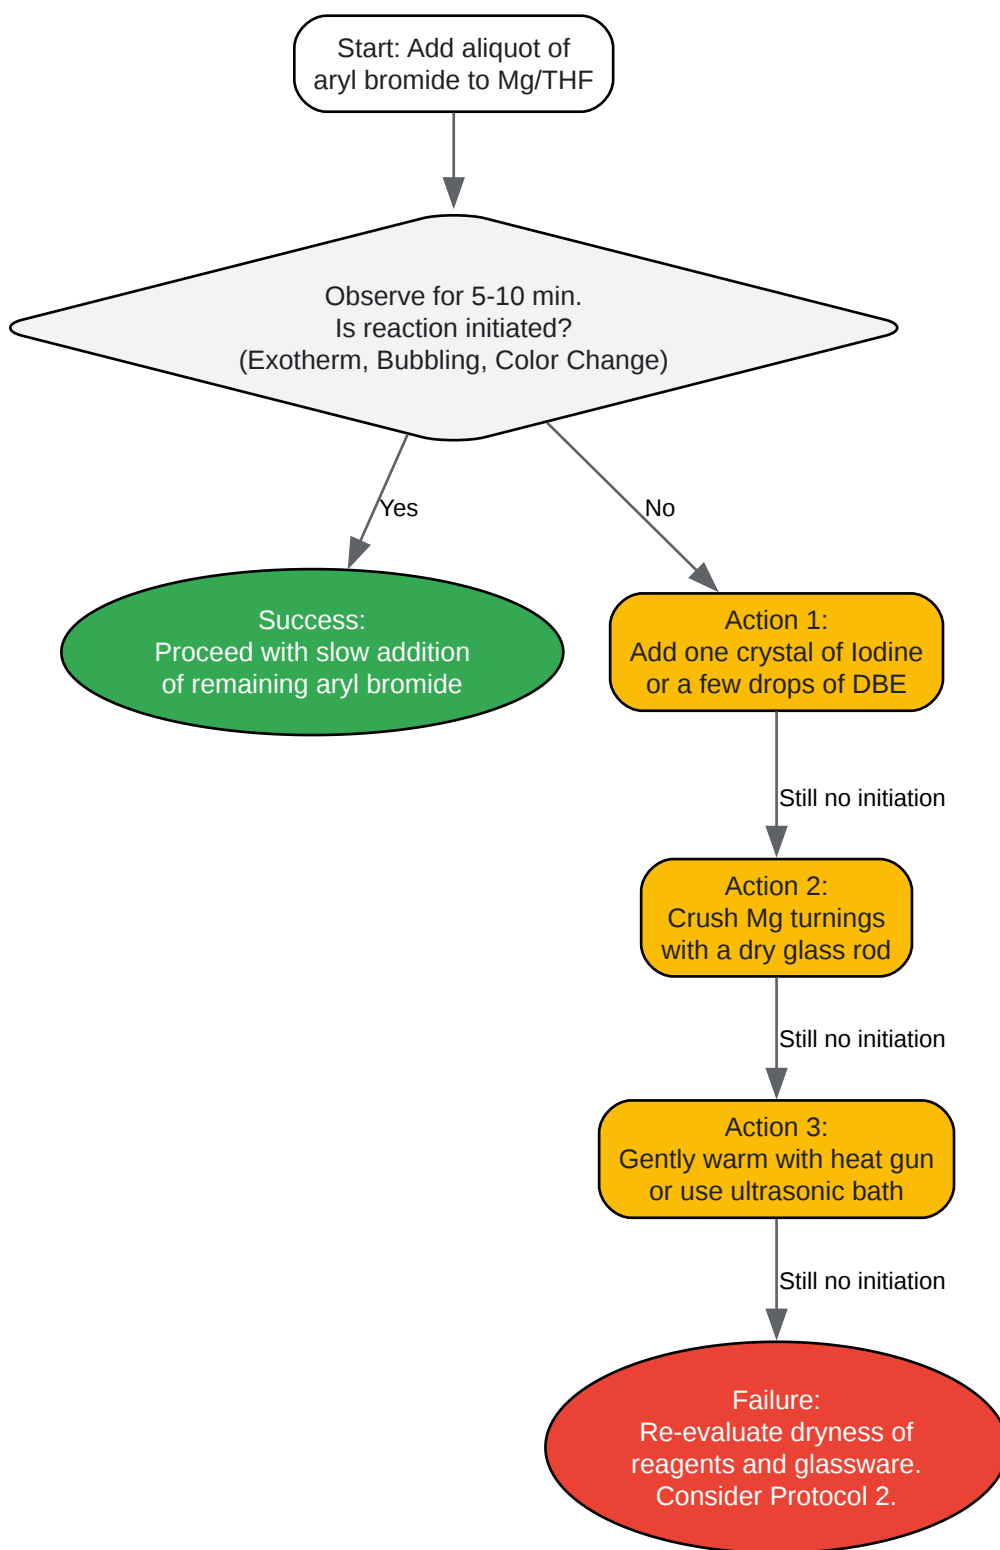 Start: Add aliquot of
aryl bromide to Mg/THF
Observe for 5-10 min.
Is reaction initiated?
(Exotherm, Bubbling, Color Change)
Yes
No
Success:
Proceed with slow addition
of remaining aryl bromide
Action 1:
Add one crystal of Iodine
or a few drops of DBE
Still no initiation
Action 2:
Crush Mg turnings
with a dry glass rod
Still no initiation
Action 3:
Gently warm with heat gun
or use ultrasonic bath
Still no initiation
Failure:
Re-evaluate dryness of
reagents and glassware.
Consider Protocol 2.